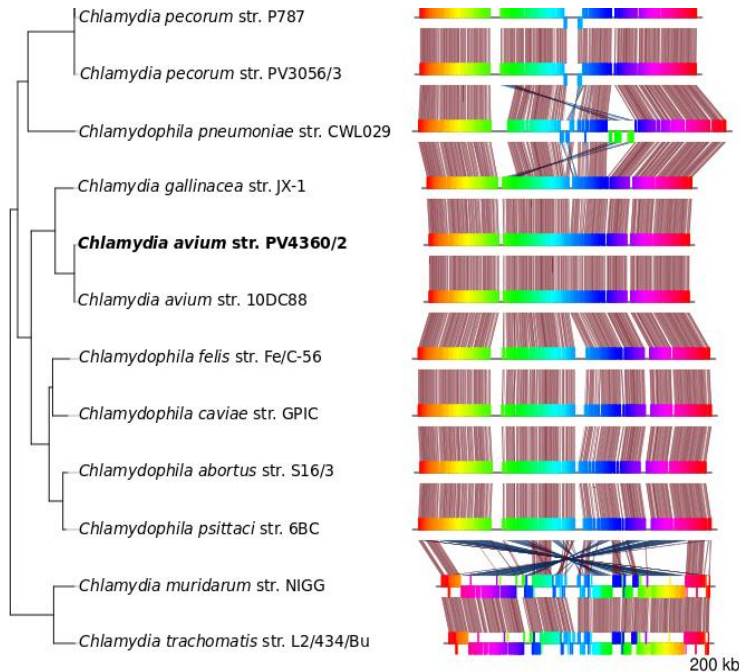 Chlamydia pecorum str. P787
Chlamydia pecorum str. PV3056/3
Chlamydophila pneumoniae str. CWL029
Chlamydia gallinacea str. JX-1
Chlamydia avium str. PV4360/2
Chlamydia avium str. 10DC88
Chlamydophila felis str. Fe/C-56
Chlamydophila caviae str. GPIC
Chlamydophila abortus str. S16/3
Chlamydophila psittaci str. 6BC
Chlamydia muridarum str. NIGG
Chlamydia trachomatis str. L2/434/Bu
200 kb